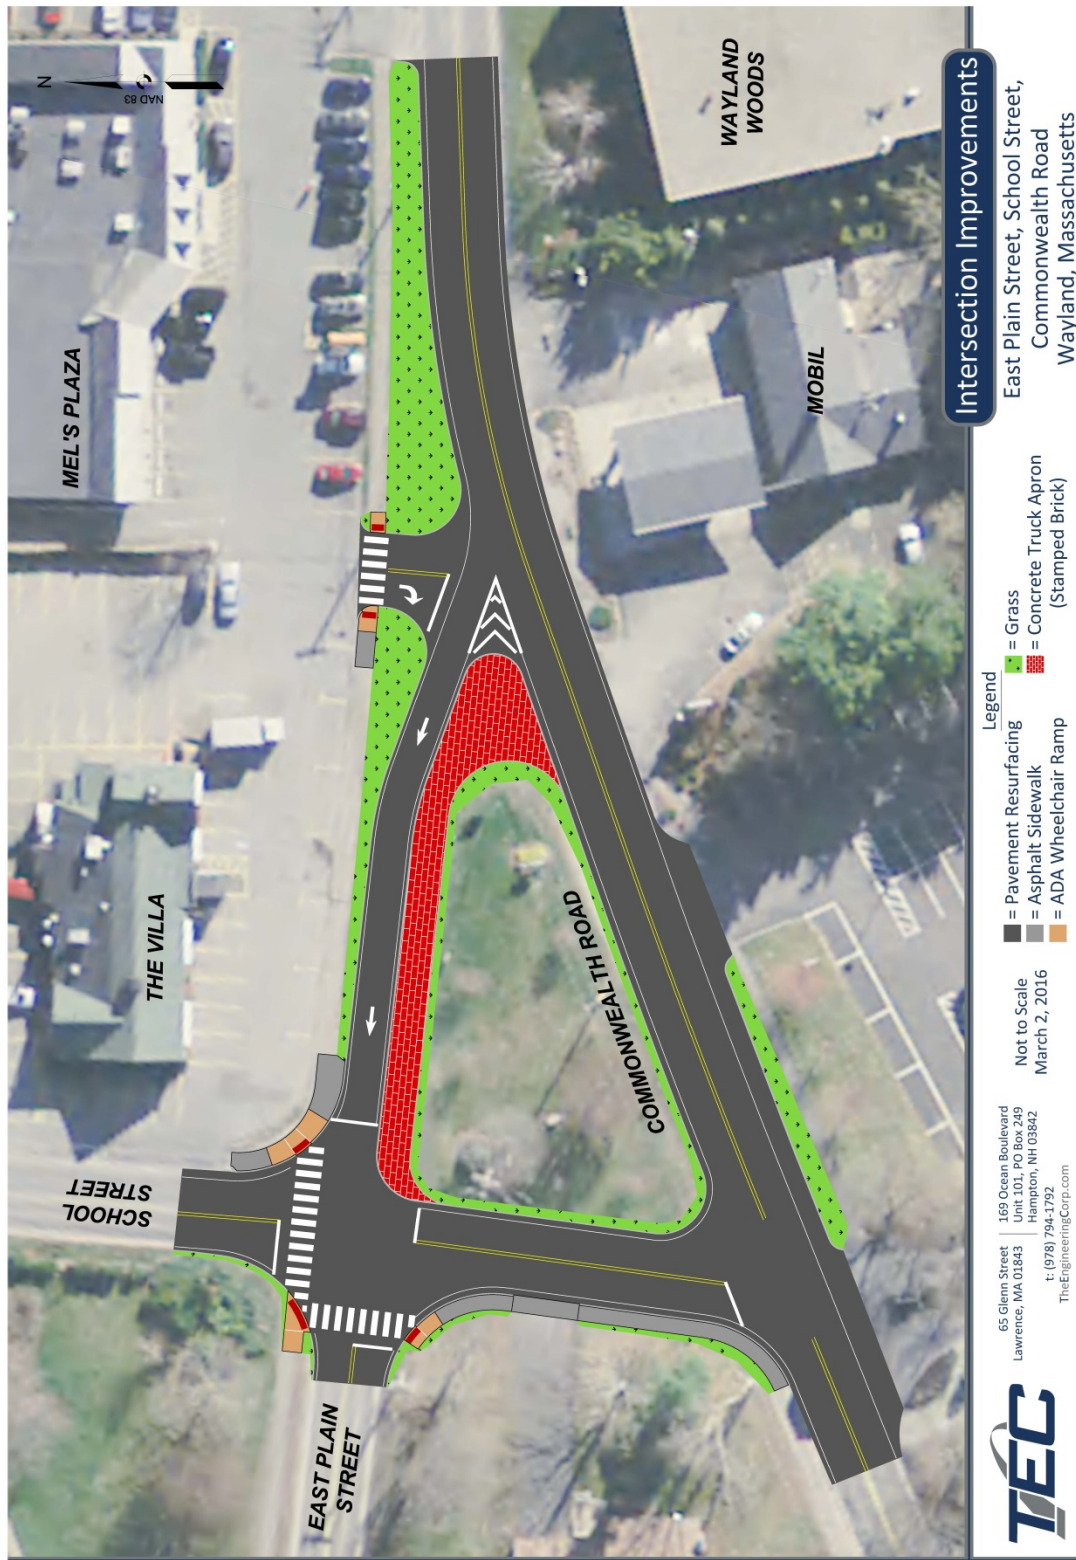 N
NAD 83
MEL'S PLAZA
WAYLAND
WOODS
MOBIL
THE VILLA
COMMONWEALTH ROAD
SCHOOL
STREET
EAST PLAIN
STREET
TEC
65 Glenn Street
Lawrence, MA 01843
169 Ocean Boulevard
Unit 101, PO Box 249
Hampton, NH 03842
t: (978) 794-1792
TheEngineeringCorp.com
Not to Scale
March 2, 2016
Legend
= Pavement Resurfacing
= Asphalt Sidewalk
= ADA Wheelchair Ramp
= Grass
= Concrete Truck Apron
(Stamped Brick)
Intersection Improvements
East Plain Street, School Street,
Commonwealth Road
Wayland, Massachusetts